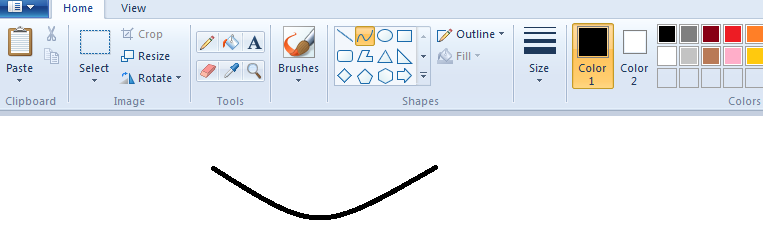 Home View
Paste
Select
Crop
Resize
Rotate
A
Brushes
Outline
Fill
Size
Color
1
Color
2
Clipboard Image Tools Shapes Colors